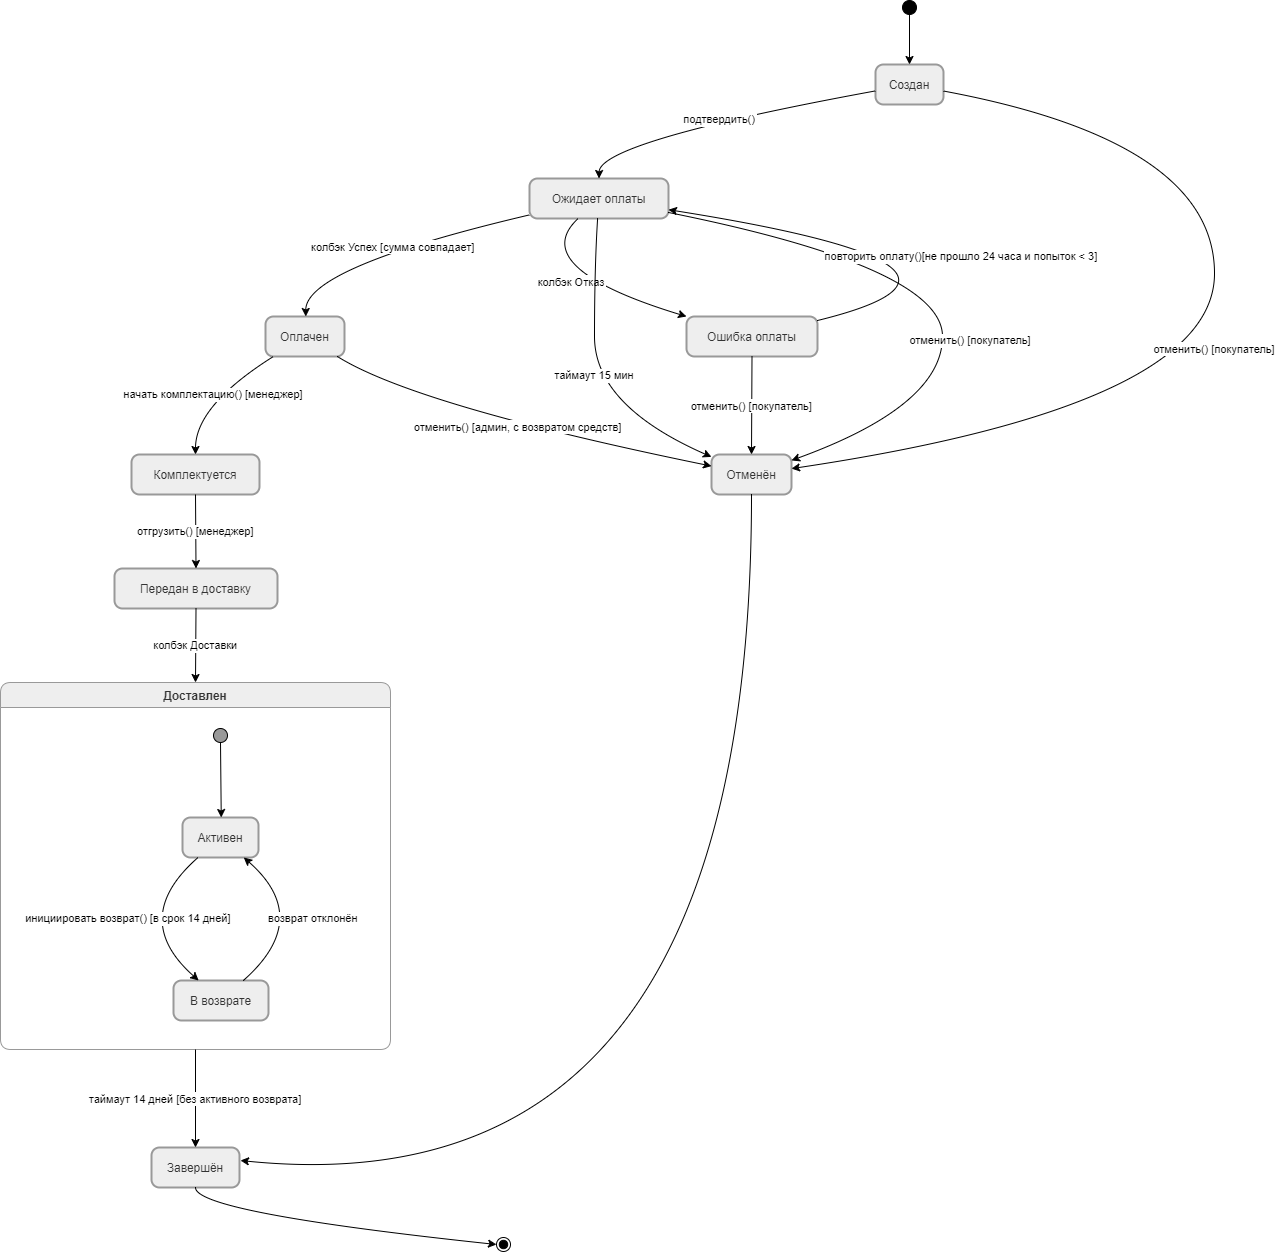 Создан
подтвердить()
Ожидает оплаты
колбэк Успех [сумма совпадает]
повторить оплату()[не прошло 24 часа и попыток < 3]
колбэк Отказ
Оплачен
Ошибка оплаты
отменить() [покупатель]
отменить() [покупатель]
таймаут 15 мин
начать комплектацию() [менеджер]
отменить() [покупатель]
отменить() [админ, с возвратом средств]
Комплектуется
Отменён
отгрузить() [менеджер]
Передан в доставку
колбэк Доставки
Доставлен
Активен
инициировать возврат() [в срок 14 дней]
возврат отклонён
В возврате
таймаут 14 дней [без активного возврата]
Завершён